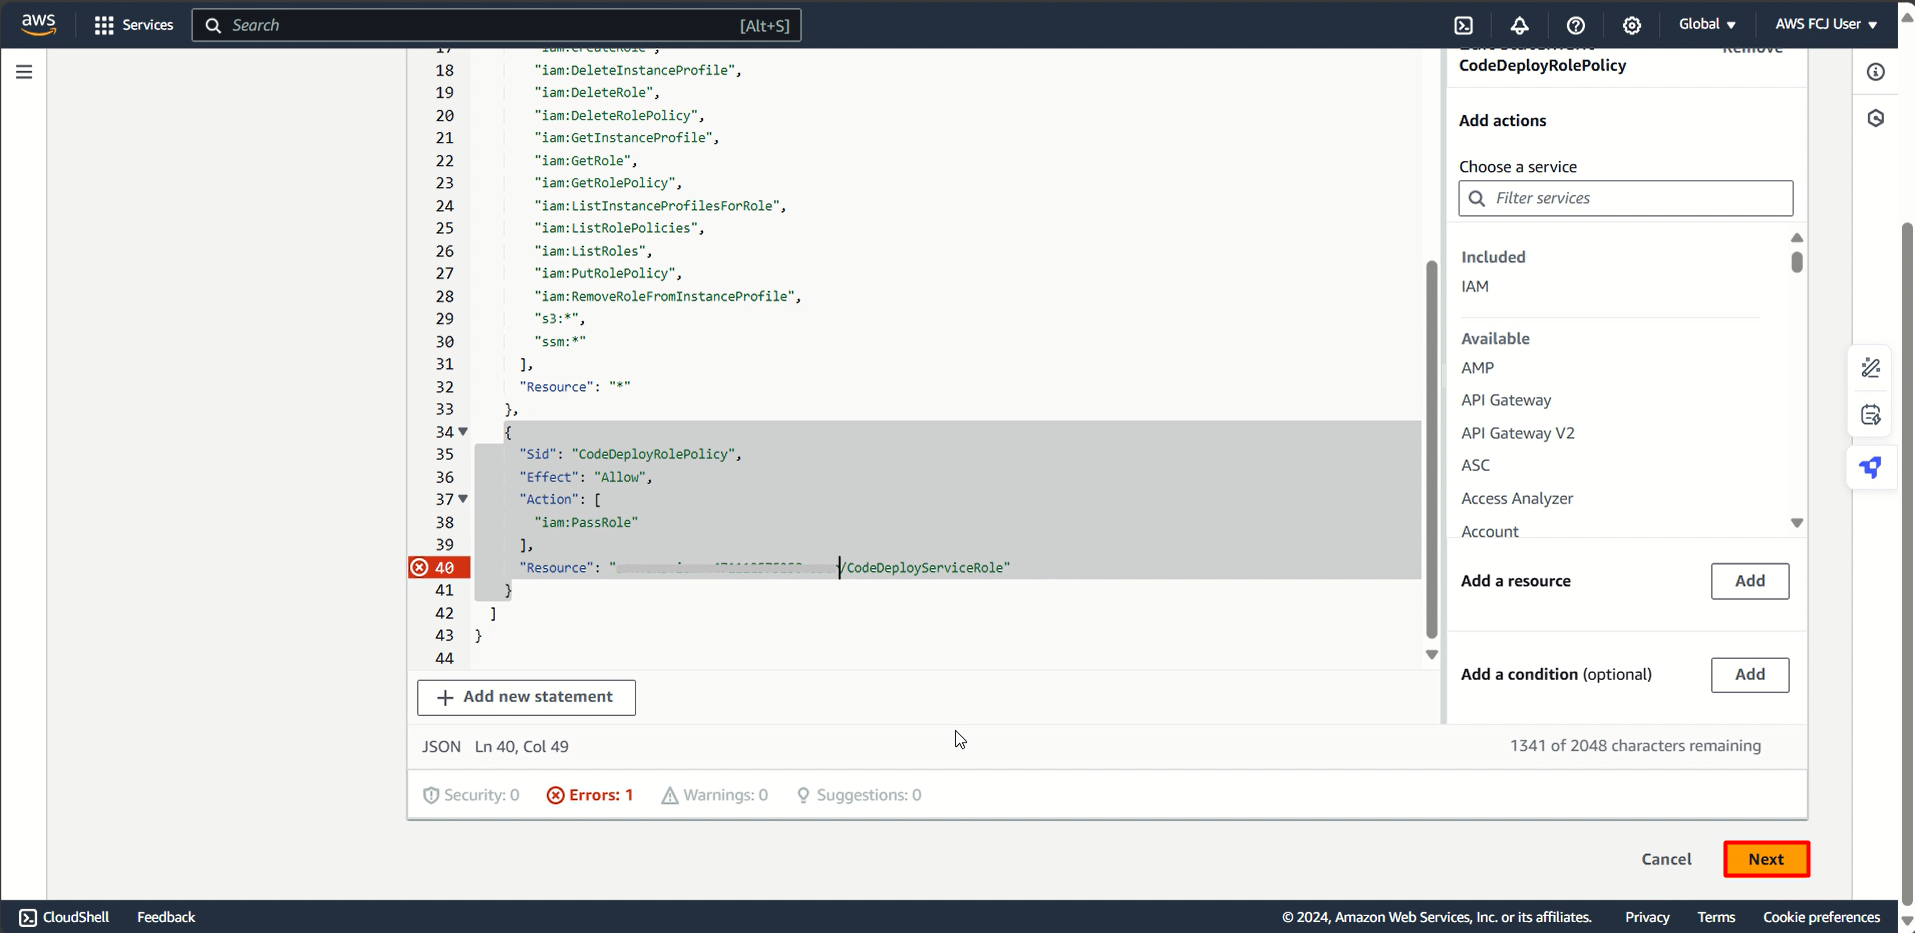 aws
Services
Search
[Alt+S]
Global
AWS FCJ User
17 "iam:CreateRole",
18 "iam:DeleteInstanceProfile",
19 "iam:DeleteRole",
20 "iam:DeleteRolePolicy",
21 "iam:GetInstanceProfile",
22 "iam:GetRole",
23 "iam:GetRolePolicy",
24 "iam:ListInstanceProfilesForRole",
25 "iam:ListRolePolicies",
26 "iam:ListRoles",
27 "iam:PutRolePolicy",
28 "iam:RemoveRoleFromInstanceProfile",
29 "s3:*",
30 "ssm:*"
31 ],
32 "Resource": "*"
33 },
34 {
35 "Sid": "CodeDeployRolePolicy",
36 "Effect": "Allow",
37 "Action": [
38 "iam:PassRole"
39 ],
40 "Resource": " /CodeDeployServiceRole"
41 }
42 ]
43 }
44
Add new statement
JSON Ln 40, Col 49
1341 of 2048 characters remaining
Security: 0
Errors: 1
Warnings: 0
Suggestions: 0
Remove
CodeDeployRolePolicy
Add actions
Choose a service
Filter services
Included
IAM
Available
AMP
API Gateway
API Gateway V2
ASC
Access Analyzer
Account
Add a resource
Add
Add a condition (optional)
Add
Cancel
Next
CloudShell
Feedback
© 2024, Amazon Web Services, Inc. or its affiliates.
Privacy
Terms
Cookie preferences